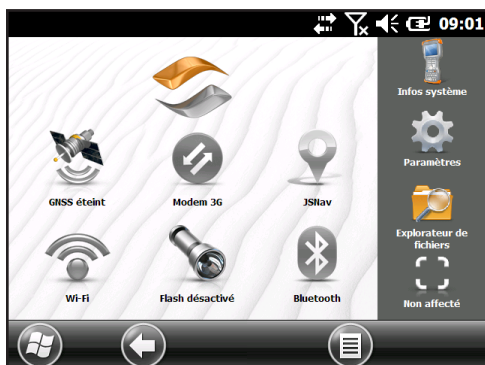 09:01
Infos système
GNSS éteint
Modem 3G
JSNav
Paramètres
Wi-Fi
Flash désactivé
Bluetooth
Explorateur de
fichiers
Non affecté